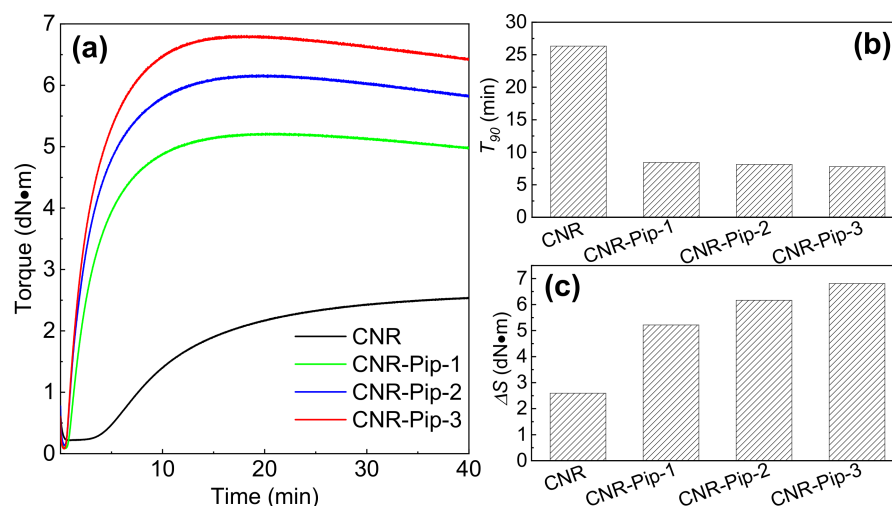 (a)
7
6
5
4
3
2
1
0
Torque (dN•m)
10
20
30
40
Time (min)
CNR
CNR-Pip-1
CNR-Pip-2
CNR-Pip-3
(b)
30
25
20
15
10
5
0
T90 (min)
CNR
CNR-Pip-1
CNR-Pip-2
CNR-Pip-3
(c)
7
6
5
4
3
2
1
0
ΔS (dN•m)
CNR
CNR-Pip-1
CNR-Pip-2
CNR-Pip-3